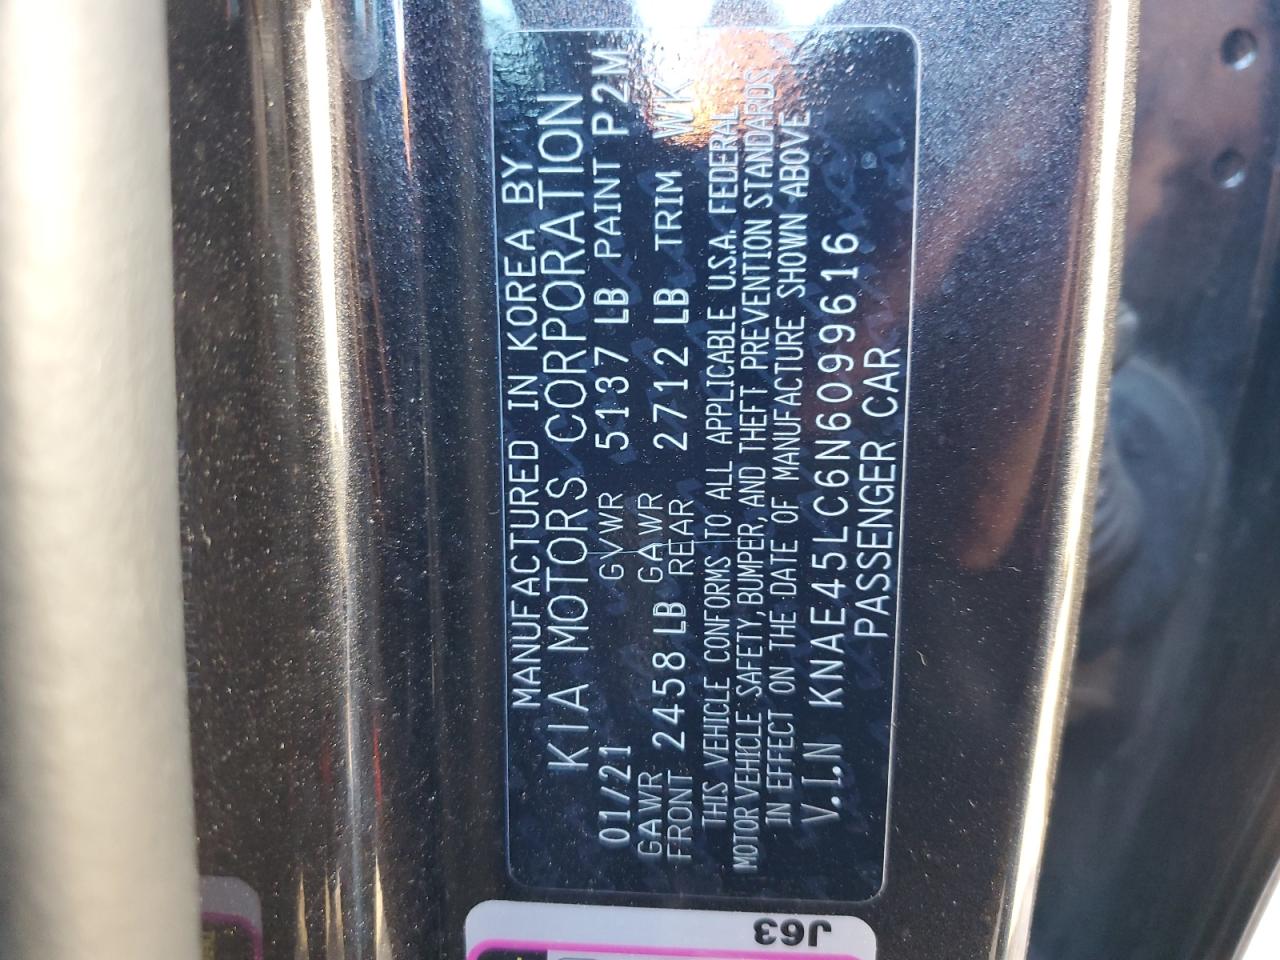 MANUFACTURED IN KOREA BY
KIA MOTORS CORPORATION
01/21 GVWR 5137 LB PAINT P2M
GAWR FRONT 2458 LB GAWR REAR 2712 LB TRIM WK
THIS VEHICLE CONFORMS TO ALL APPLICABLE U.S.A. FEDERAL
MOTOR VEHICLE SAFETY, BUMPER, AND THEFT PREVENTION STANDARDS
IN EFFECT ON THE DATE OF MANUFACTURE SHOWN ABOVE.
V.I.N KNAE45LC6N6099616
PASSENGER CAR
J63